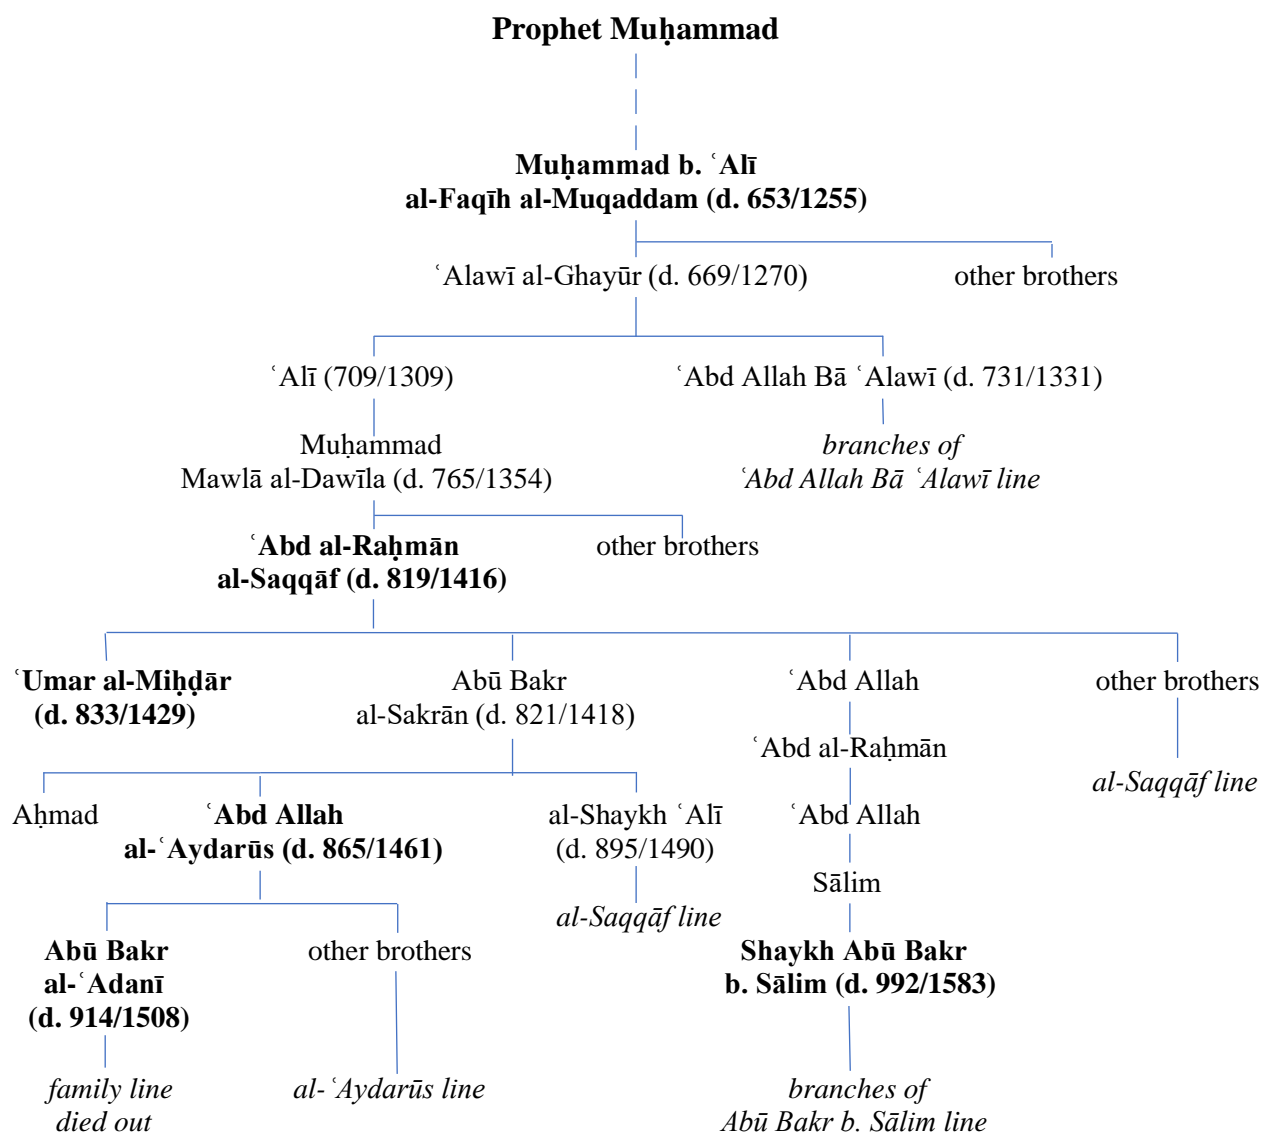 Prophet Muḥammad
Muḥammad b. ʿAlī
al-Faqīh al-Muqaddam (d. 653/1255)
ʿAlawī al-Ghayūr (d. 669/1270)
other brothers
ʿAlī (709/1309)
ʿAbd Allah Bā ʿAlawī (d. 731/1331)
Muḥammad
Mawlā al-Dawīla (d. 765/1354)
branches of
ʿAbd Allah Bā ʿAlawī line
ʿAbd al-Raḥmān
al-Saqqāf (d. 819/1416)
other brothers
ʿUmar al-Miḥḍār
(d. 833/1429)
Abū Bakr
al-Sakrān (d. 821/1418)
ʿAbd Allah
other brothers
ʿAbd al-Raḥmān
al-Saqqāf line
Aḥmad
ʿAbd Allah
al-ʿAydarūs (d. 865/1461)
al-Shaykh ʿAlī
(d. 895/1490)
ʿAbd Allah
Sālim
al-Saqqāf line
Abū Bakr
al-ʿAdanī
(d. 914/1508)
other brothers
Shaykh Abū Bakr
b. Sālim (d. 992/1583)
family line
died out
al-ʿAydarūs line
branches of
Abū Bakr b. Sālim line